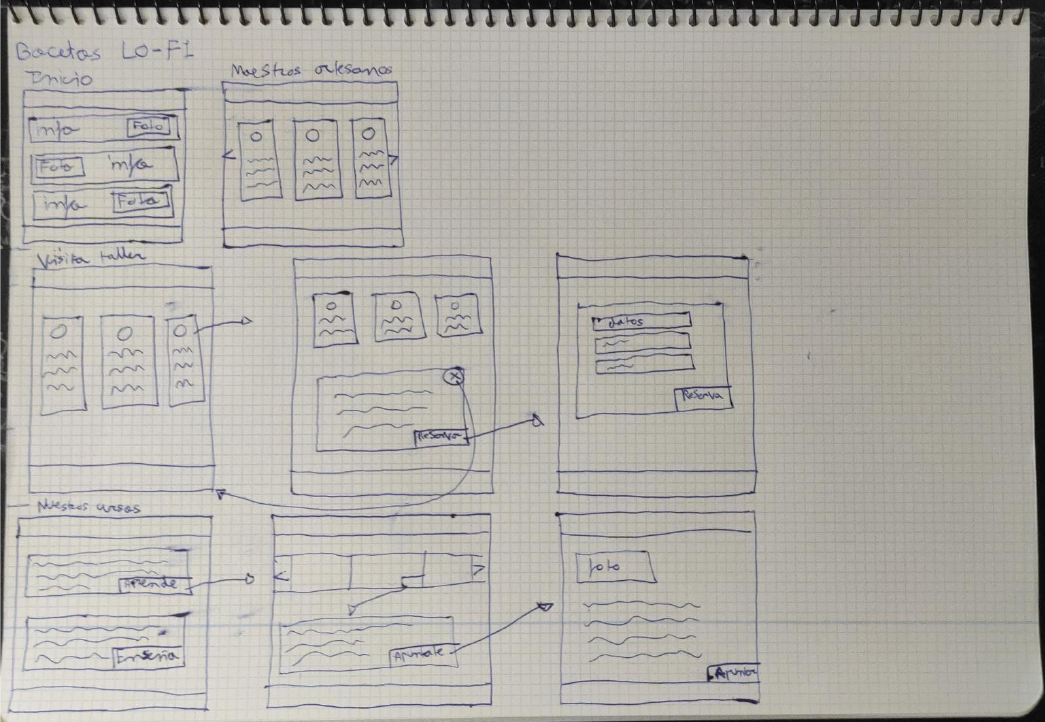 Bocetos LO-FI
Inicio
Maestros artesanos
info Foto
Foto info
info Foto
Visita taller
Reserva
datos
Reserva
Nuestros cursos
Aprende
Enseña
Apuntate
foto
Apuntar